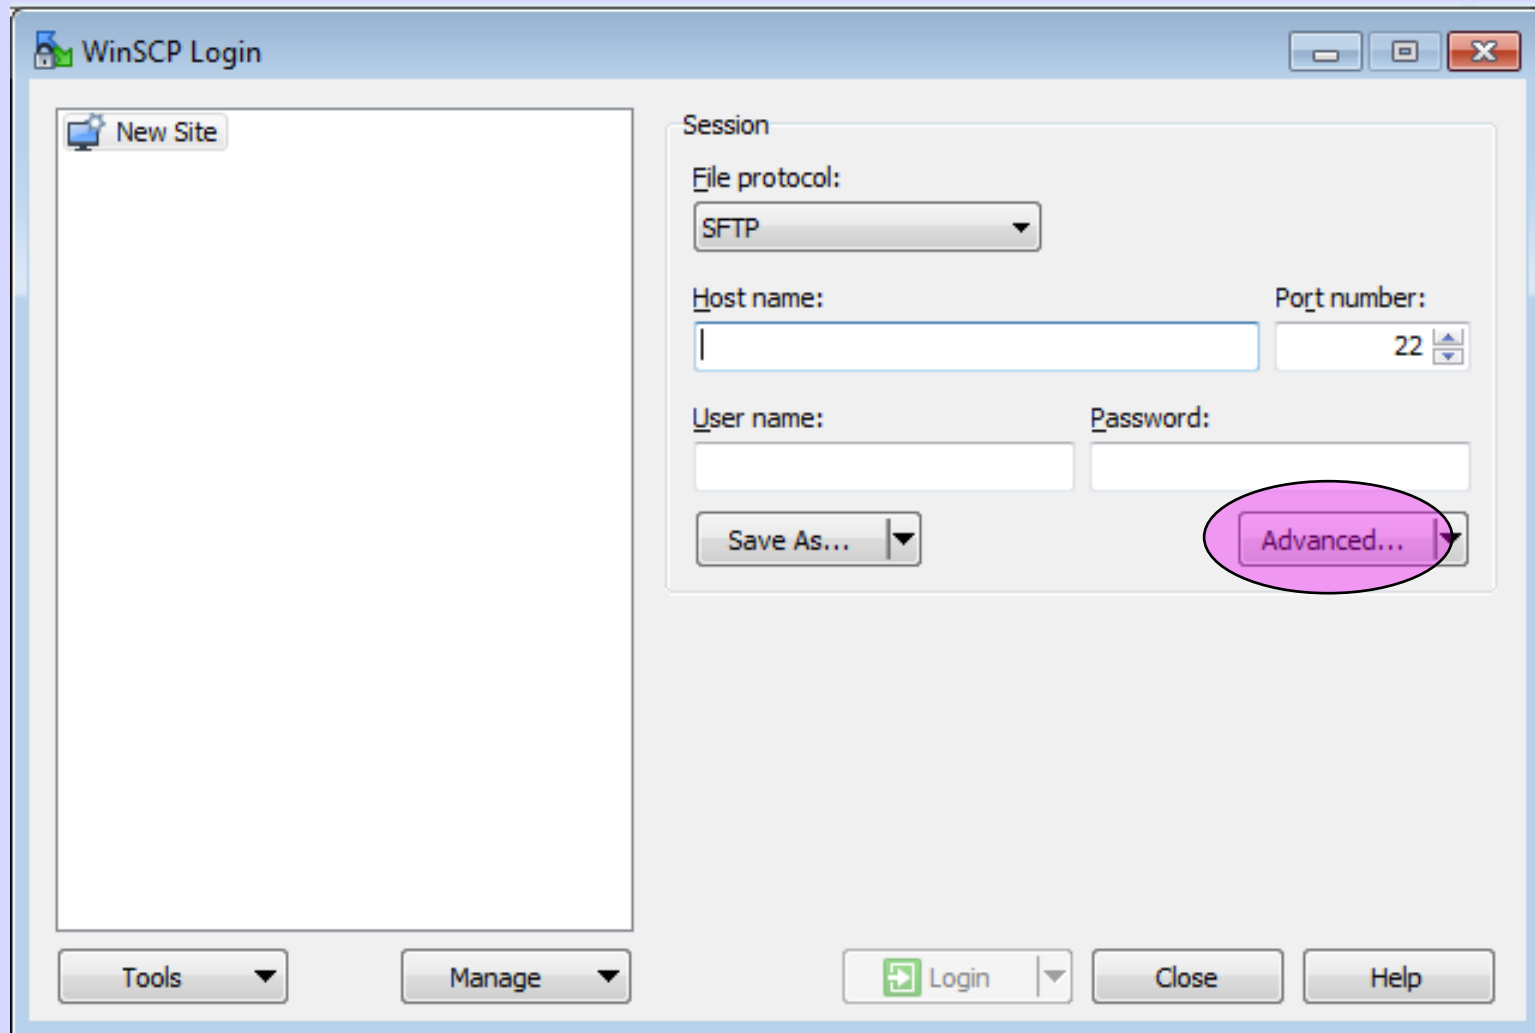 WinSCP Login
New Site
Session
File protocol:
SFTP
Host name:
Port number:
22
User name:
Password:
Save As...
Advanced...
Tools
Manage
Login
Close
Help